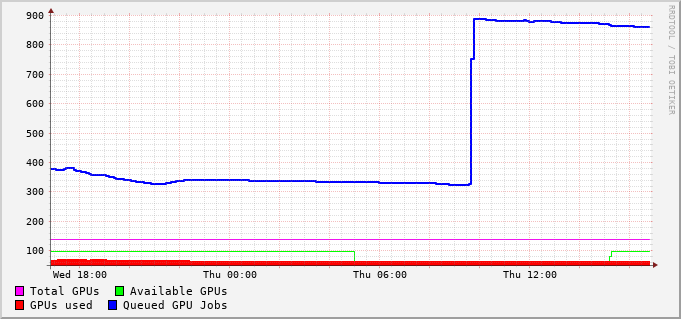 900
800
700
600
500
400
300
200
100
Wed 18:00 Thu 00:00 Thu 06:00 Thu 12:00
Total GPUs Available GPUs
GPUs used Queued GPU Jobs
RRDTOOL / TOBI OETIKER